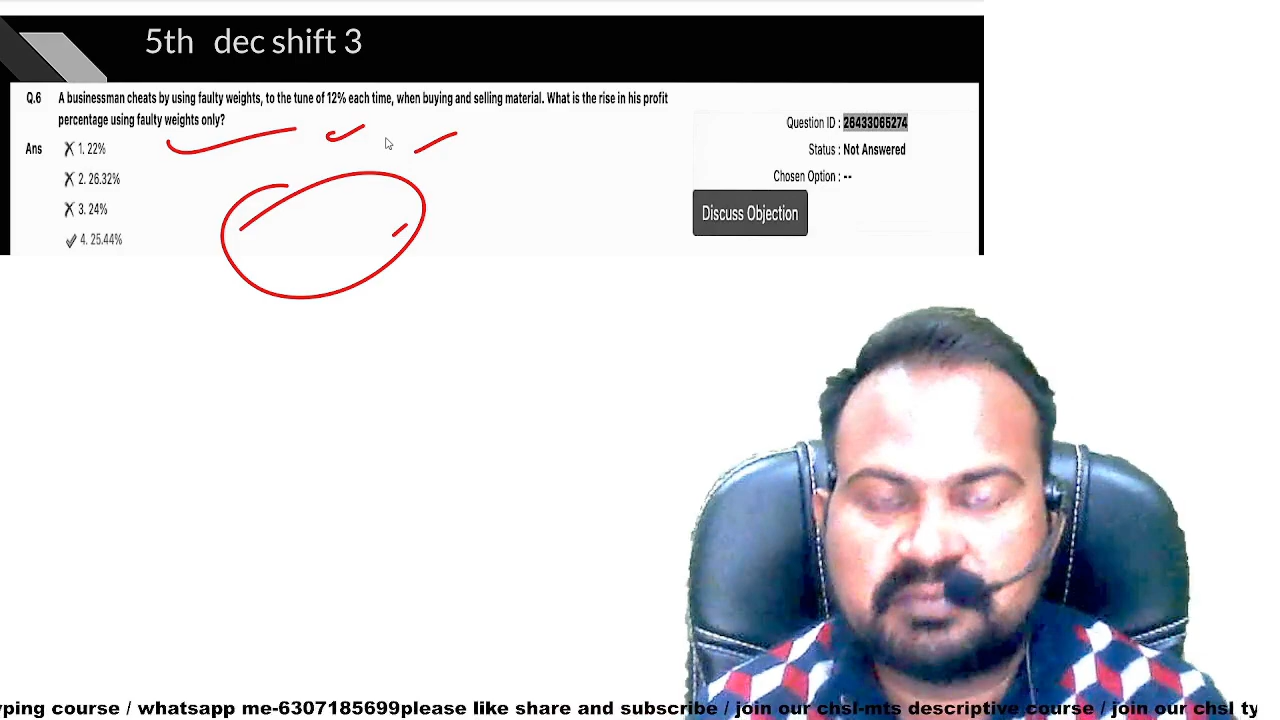 5th dec shift 3
Q.6 A businessman cheats by using faulty weights, to the tune of 12% each time, when buying and selling material. What is the rise in his profit
percentage using faulty weights only?
Ans 1. 22%
2. 26.32%
3. 24%
4. 25.44%
Question ID : 26433065274
Status : Not Answered
Chosen Option : --
Discuss Objection
yping course / whatsapp me-6307185699please like share and subscribe / join our chsl-mts descriptive course / join our chsl ty